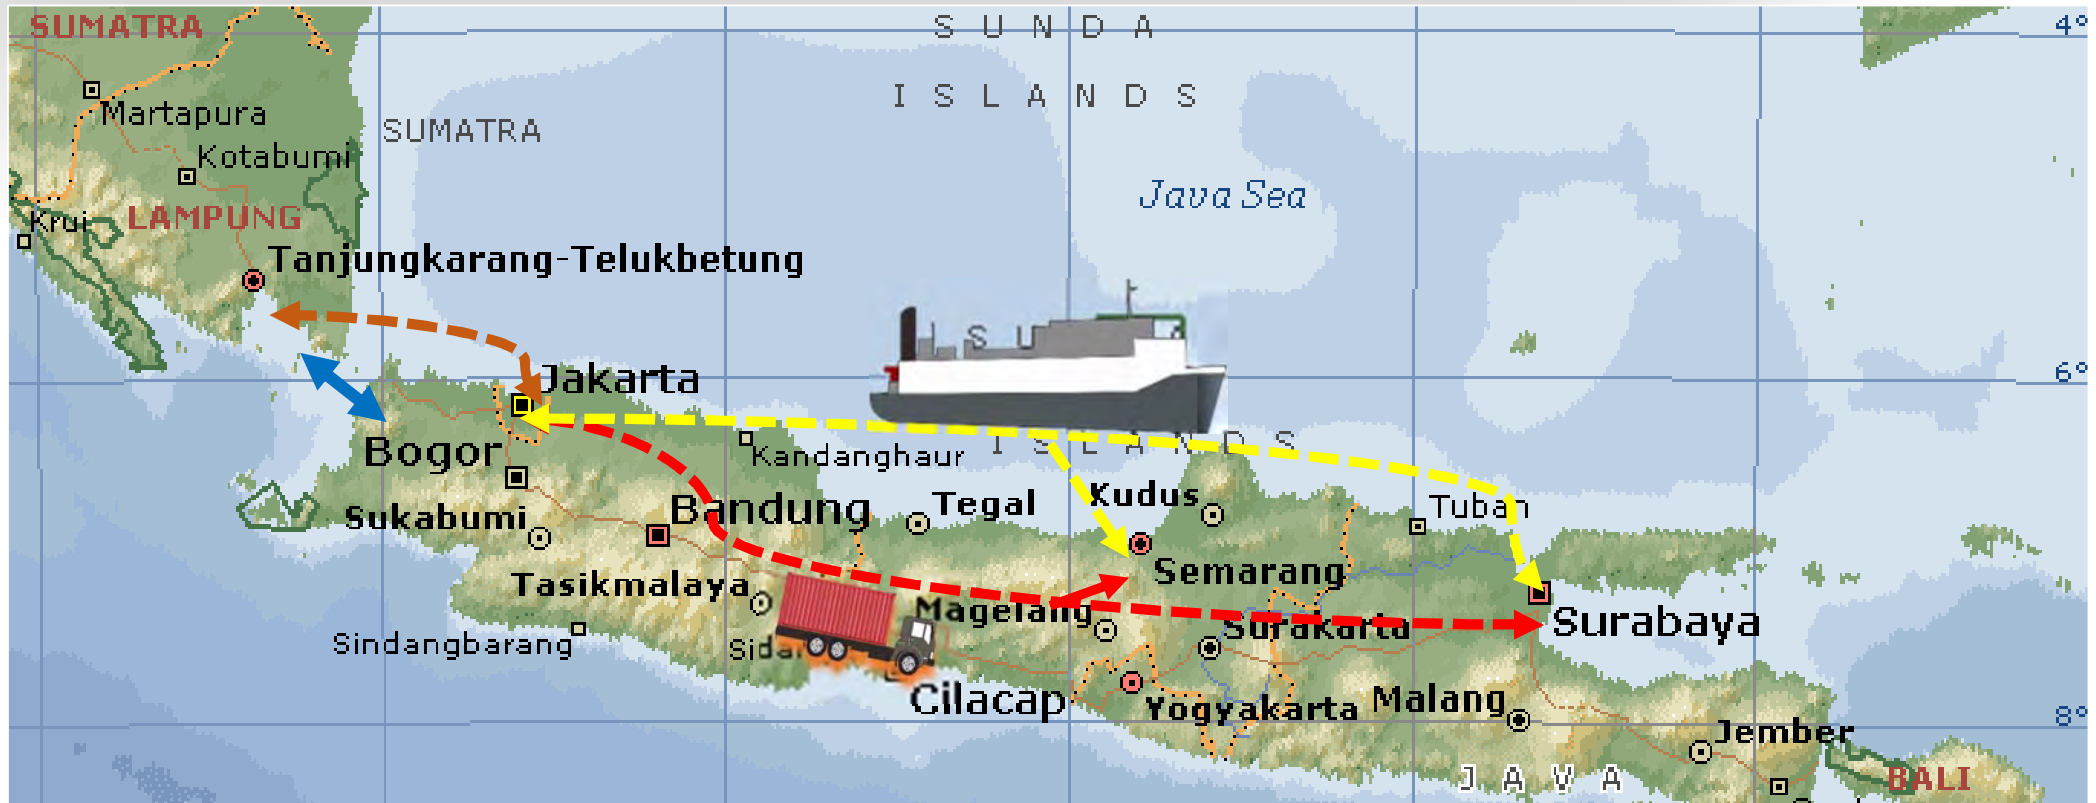 SUMATRA
S U N D A
4°
I S L A N D S
Martapura
SUMATRA
Kotabumi
Java Sea
Krui
LAMPUNG
Tanjungkarang-Telukbetung
S U
6°
Jakarta
I S L A N D S
Bogor
Kandanghaur
Bandung
Tegal
Kudus
Tuban
Sukabumi
Semarang
Tasikmalaya
Magelang
Surakarta
Surabaya
Sindangbarang
Cilacap
Yogyakarta
Malang
8°
Jember
J A V A
BALI